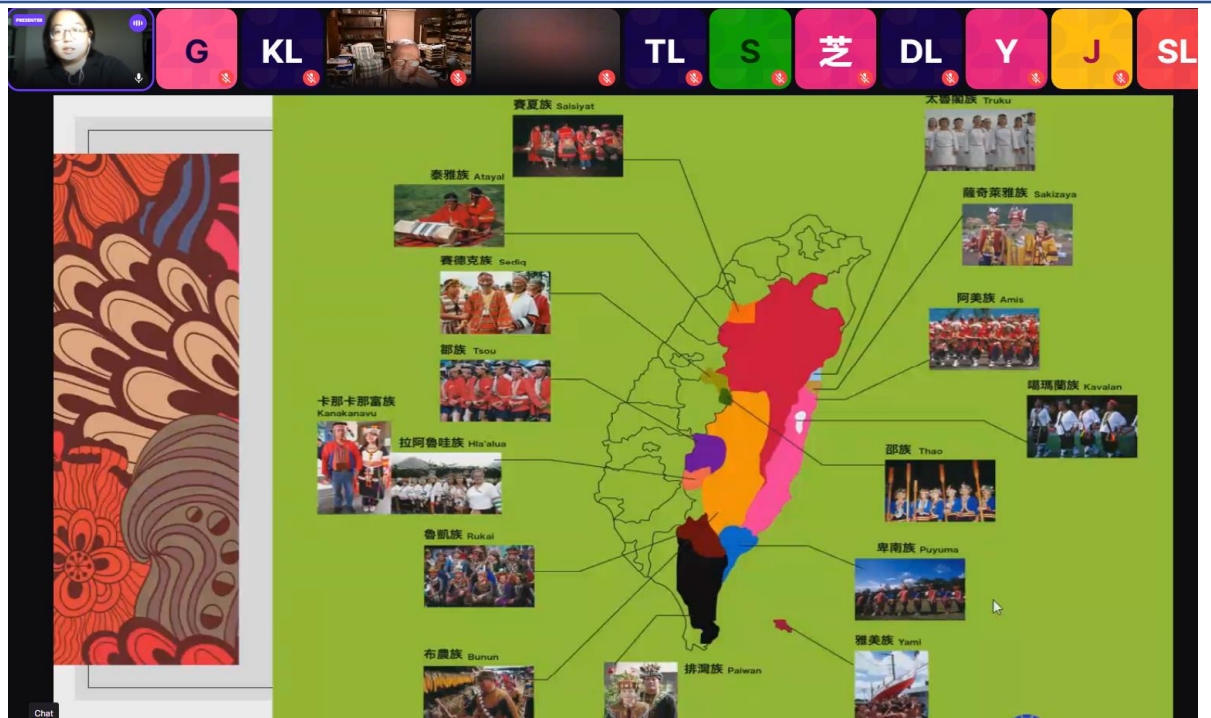 PRESENTER
G
KL
TL
S
芝
DL
Y
J
SL
賽夏族 Saisiyat
太魯閣族 Truku
泰雅族 Atayal
薩奇萊雅族 Sakizaya
賽德克族 Sediq
阿美族 Amis
鄒族 Tsou
噶瑪蘭族 Kavalan
卡那卡那富族
Kanakanavu
拉阿魯哇族 Hla'alua
邵族 Thao
魯凱族 Rukai
卑南族 Puyuma
布農族 Bunun
排灣族 Paiwan
雅美族 Yami
Chat